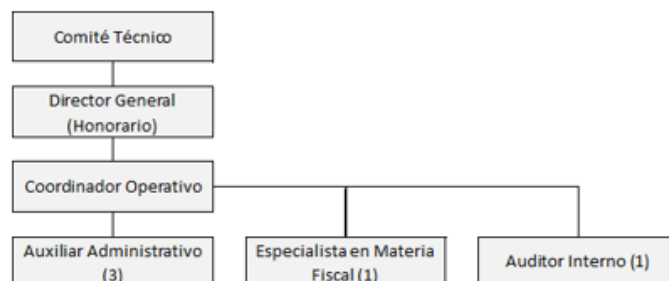 Comité Técnico
Director General
(Honorario)
Coordinador Operativo
Auxiliar Administrativo
(3)
Especialista en Materia
Fiscal (1)
Auditor Interno (1)